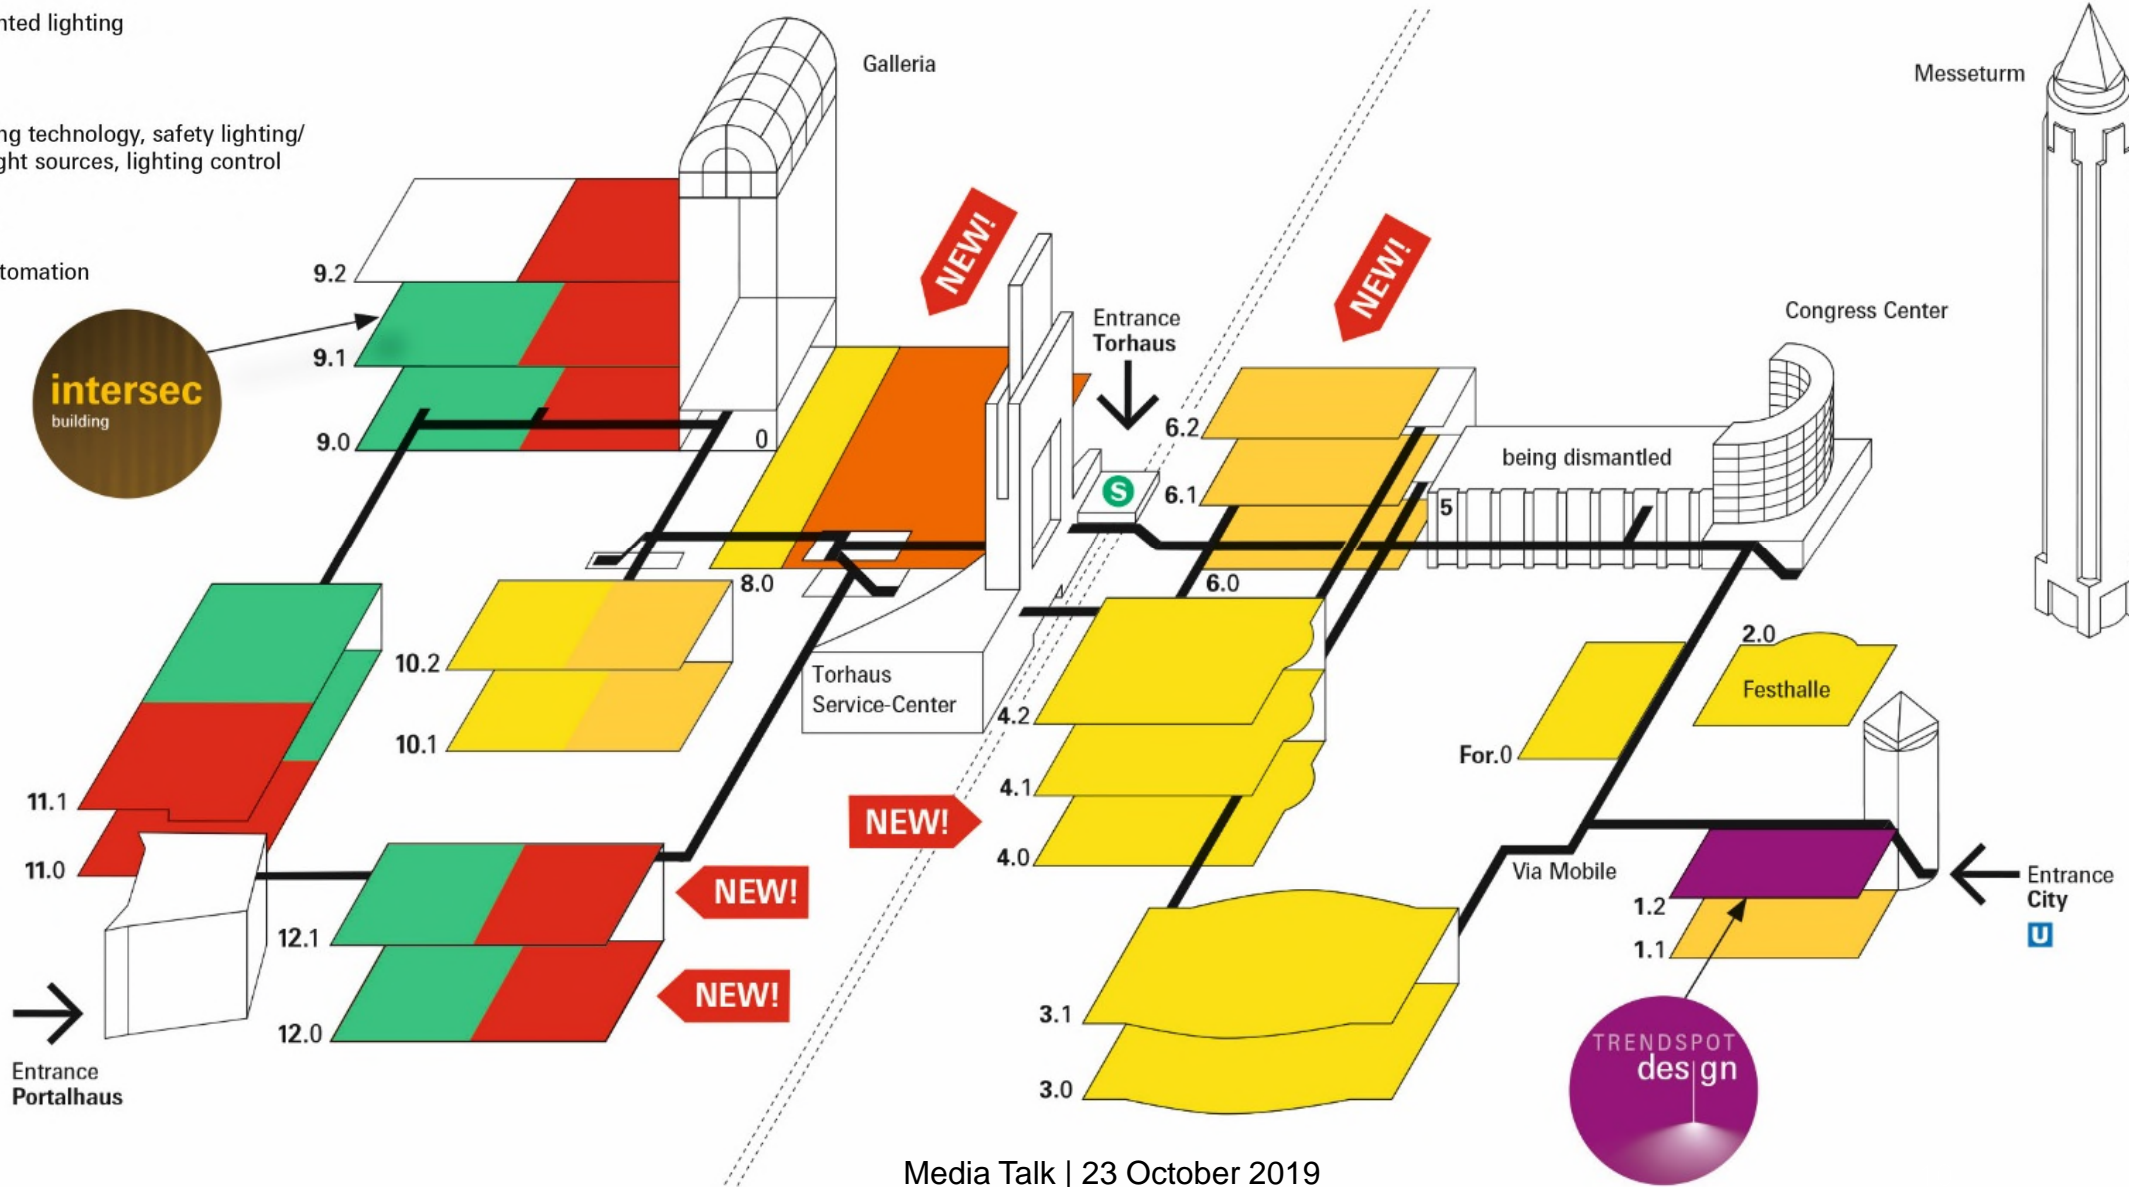 nted lighting
ng technology, safety lighting/
ght sources, lighting control
tomation
intersec
building
Galleria
Messeturm
Congress Center
NEW!
NEW!
Entrance
Torhaus
9.2
9.1
9.0
0
S
6.2
6.1
6.0
being dismantled
5
8.0
10.2
10.1
Torhaus
Service-Center
4.2
4.1
4.0
2.0
Festhalle
For.0
11.1
11.0
NEW!
NEW!
NEW!
12.1
12.0
Via Mobile
1.2
1.1
Entrance
City
U
3.1
3.0
Entrance
Portalhaus
TRENDSPOT
design
Media Talk | 23 October 2019